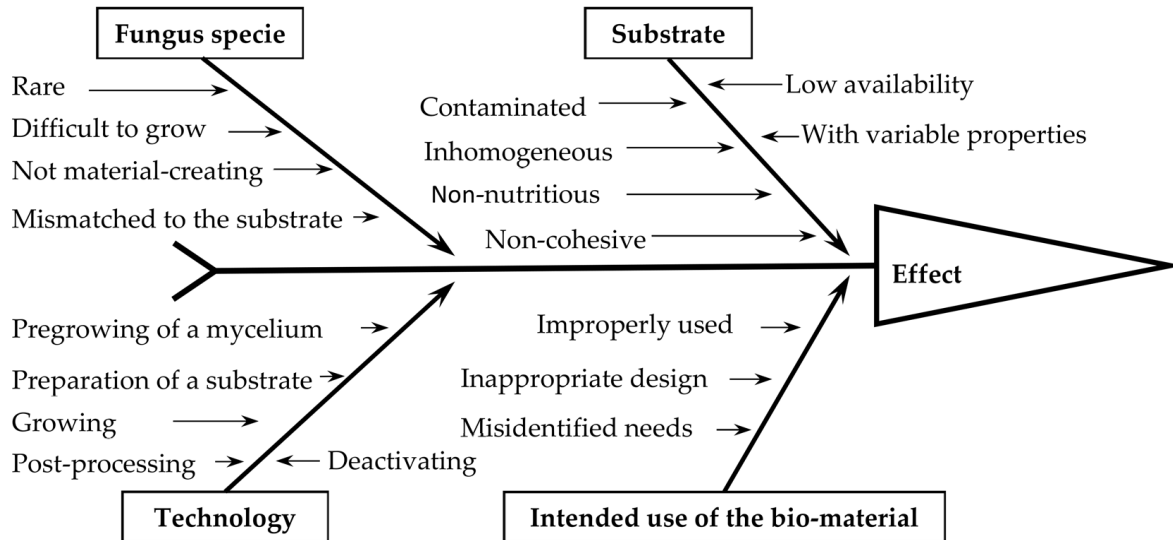 Fungus specie
Rare
Difficult to grow
Not material-creating
Mismatched to the substrate
Substrate
Low availability
Contaminated
With variable properties
Inhomogeneous
Non-nutritious
Non-cohesive
Effect
Pregrowing of a mycelium
Preparation of a substrate
Growing
Post-processing
Deactivating
Technology
Improperly used
Inappropriate design
Misidentified needs
Intended use of the bio-material